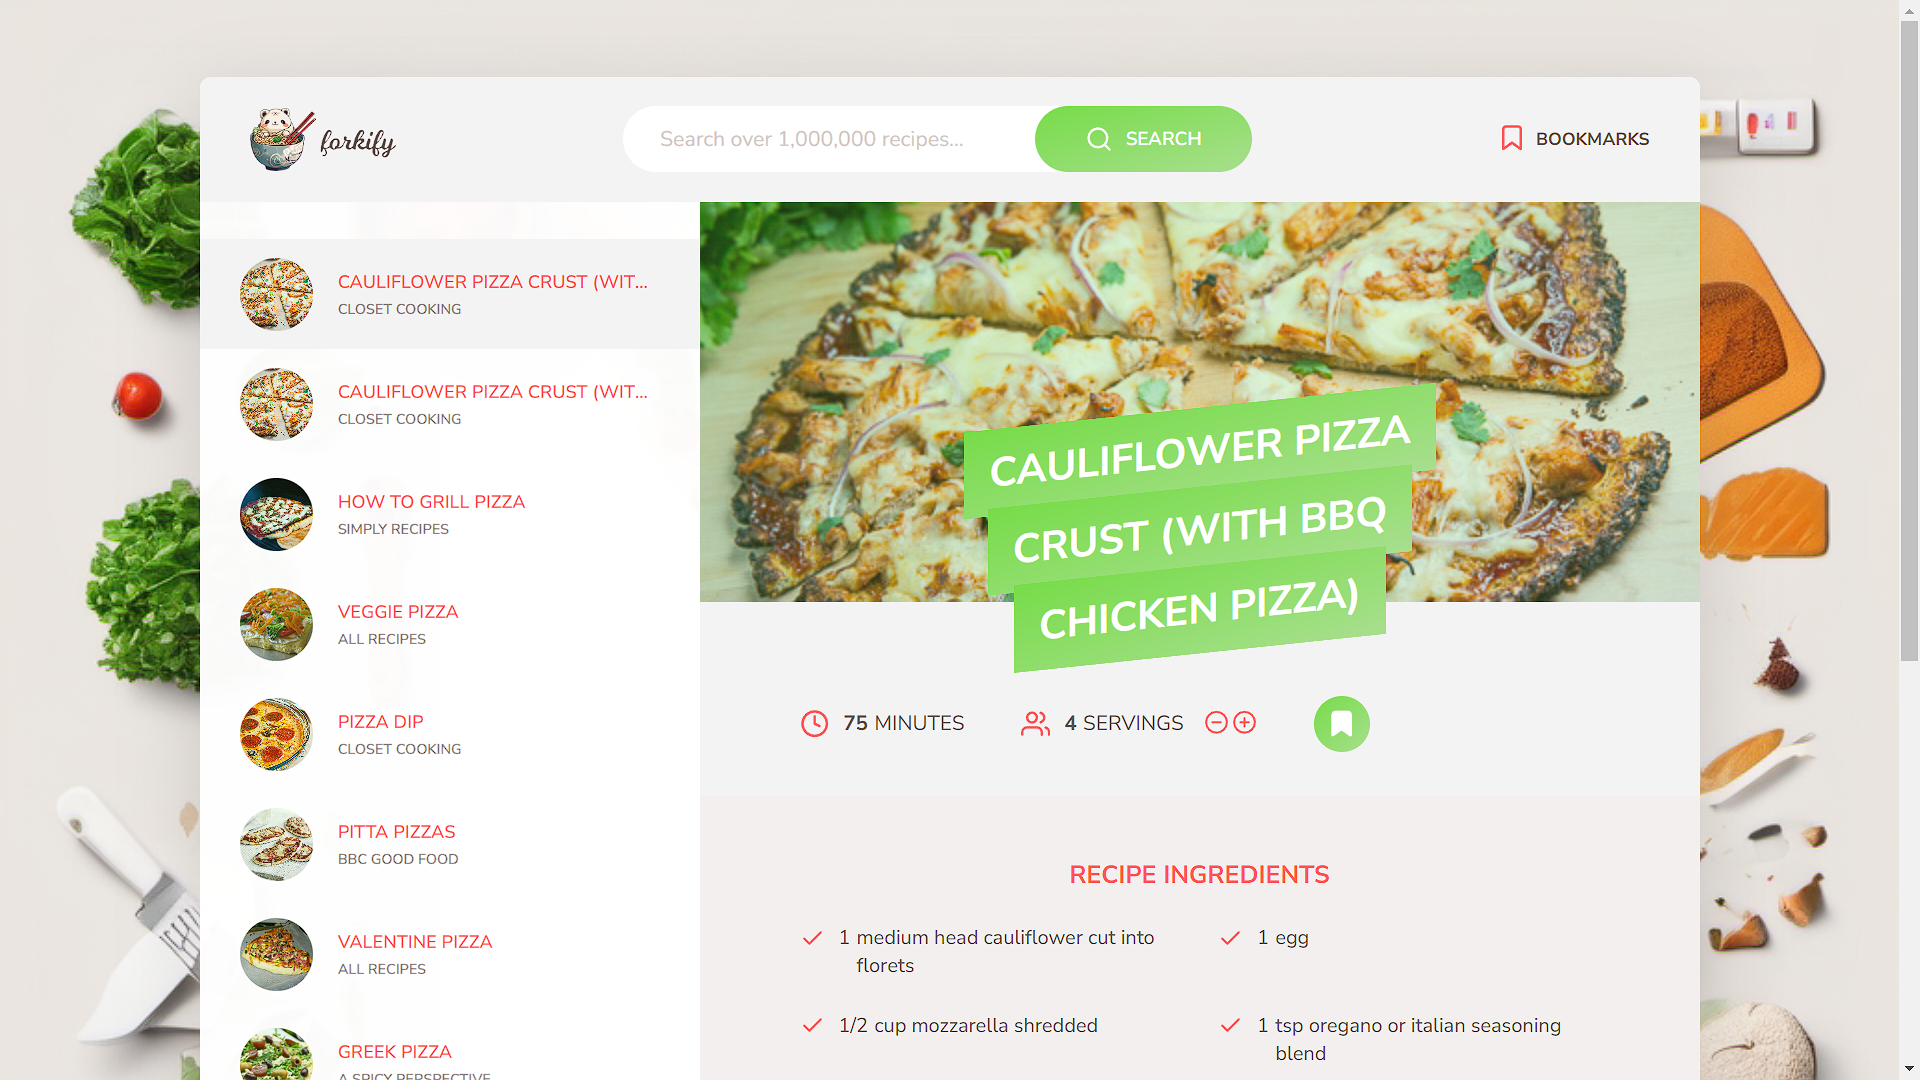 forkify
Search over 1,000,000 recipes...
SEARCH
BOOKMARKS
CAULIFLOWER PIZZA CRUST (WIT...
CLOSET COOKING
CAULIFLOWER PIZZA CRUST (WIT...
CLOSET COOKING
HOW TO GRILL PIZZA
SIMPLY RECIPES
VEGGIE PIZZA
ALL RECIPES
PIZZA DIP
CLOSET COOKING
PITTA PIZZAS
BBC GOOD FOOD
VALENTINE PIZZA
ALL RECIPES
GREEK PIZZA
A SPICY PERSPECTIVE
CAULIFLOWER PIZZA
CRUST (WITH BBQ
CHICKEN PIZZA)
75 MINUTES
4 SERVINGS
RECIPE INGREDIENTS
1 medium head cauliflower cut into
florets
1 egg
1/2 cup mozzarella shredded
1 tsp oregano or italian seasoning
blend